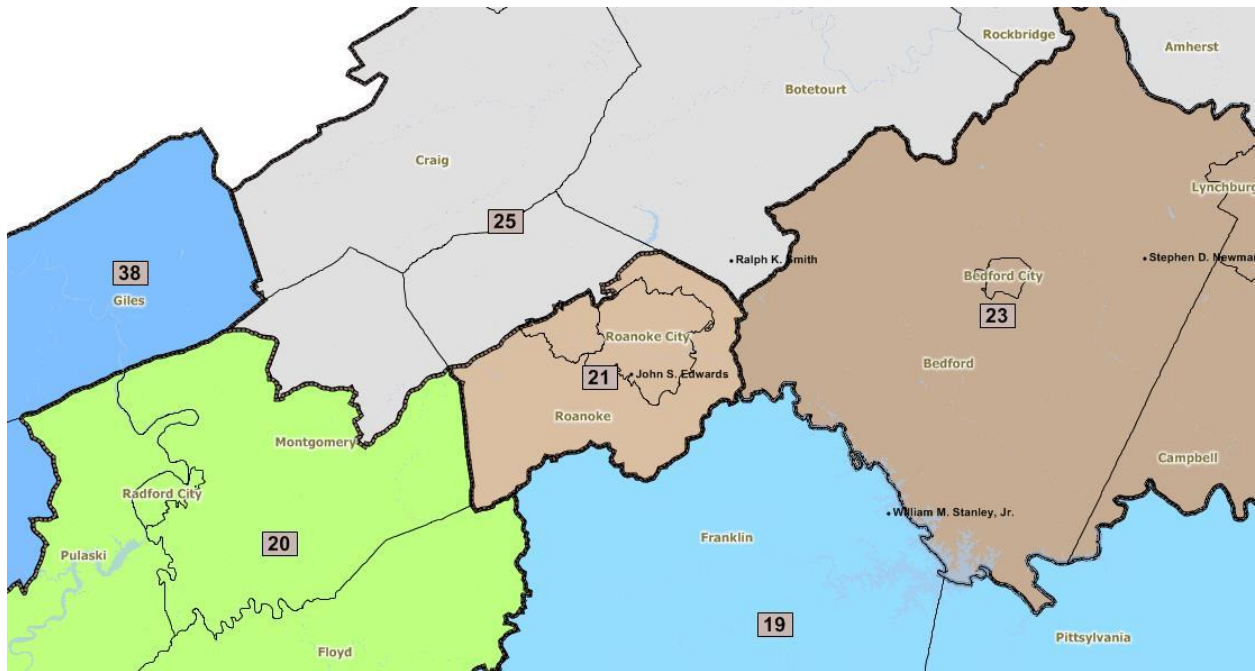 Rockbridge
Amherst
Botetourt
Craig
Lynchburg
25
Ralph K. Smith
Stephen D. Newman
38
Giles
Bedford City
23
Roanoke City
Bedford
21
John S. Edwards
Roanoke
Montgomery
Campbell
Radford City
William M. Stanley, Jr.
Franklin
20
Pulaski
19
Pittsylvania
Floyd